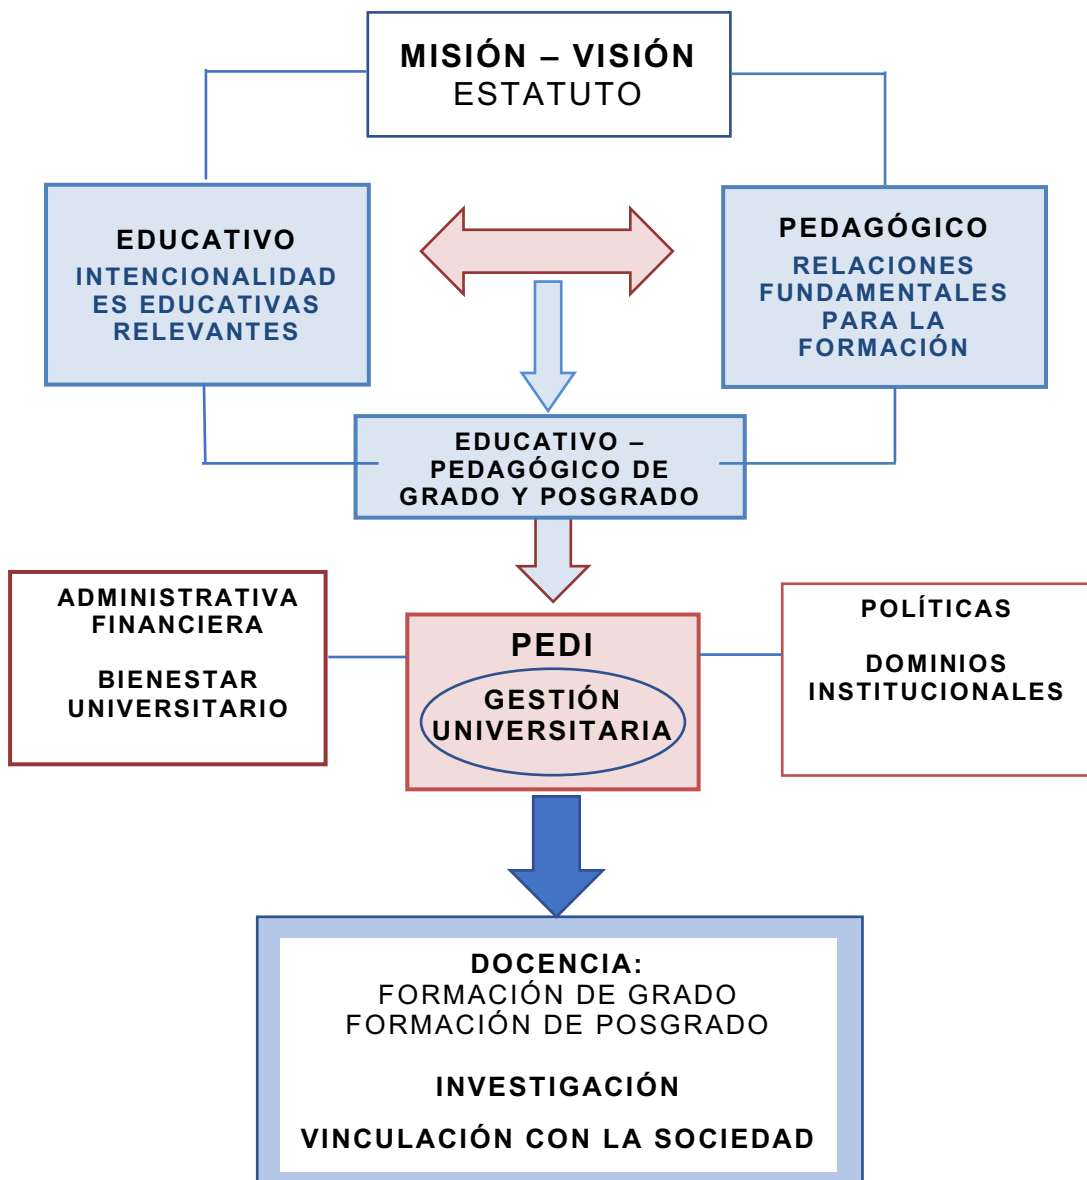 MISIÓN – VISIÓN
ESTATUTO
EDUCATIVO
INTENCIONALIDAD
ES EDUCATIVAS
RELEVANTES
PEDAGÓGICO
RELACIONES
FUNDAMENTALES
PARA LA
FORMACIÓN
EDUCATIVO –
PEDAGÓGICO DE
GRADO Y POSGRADO
ADMINISTRATIVA
FINANCIERA
BIENESTAR
UNIVERSITARIO
PEDI
GESTIÓN
UNIVERSITARIA
POLÍTICAS
DOMINIOS
INSTITUCIONALES
DOCENCIA:
FORMACIÓN DE GRADO
FORMACIÓN DE POSGRADO
INVESTIGACIÓN
VINCULACIÓN CON LA SOCIEDAD